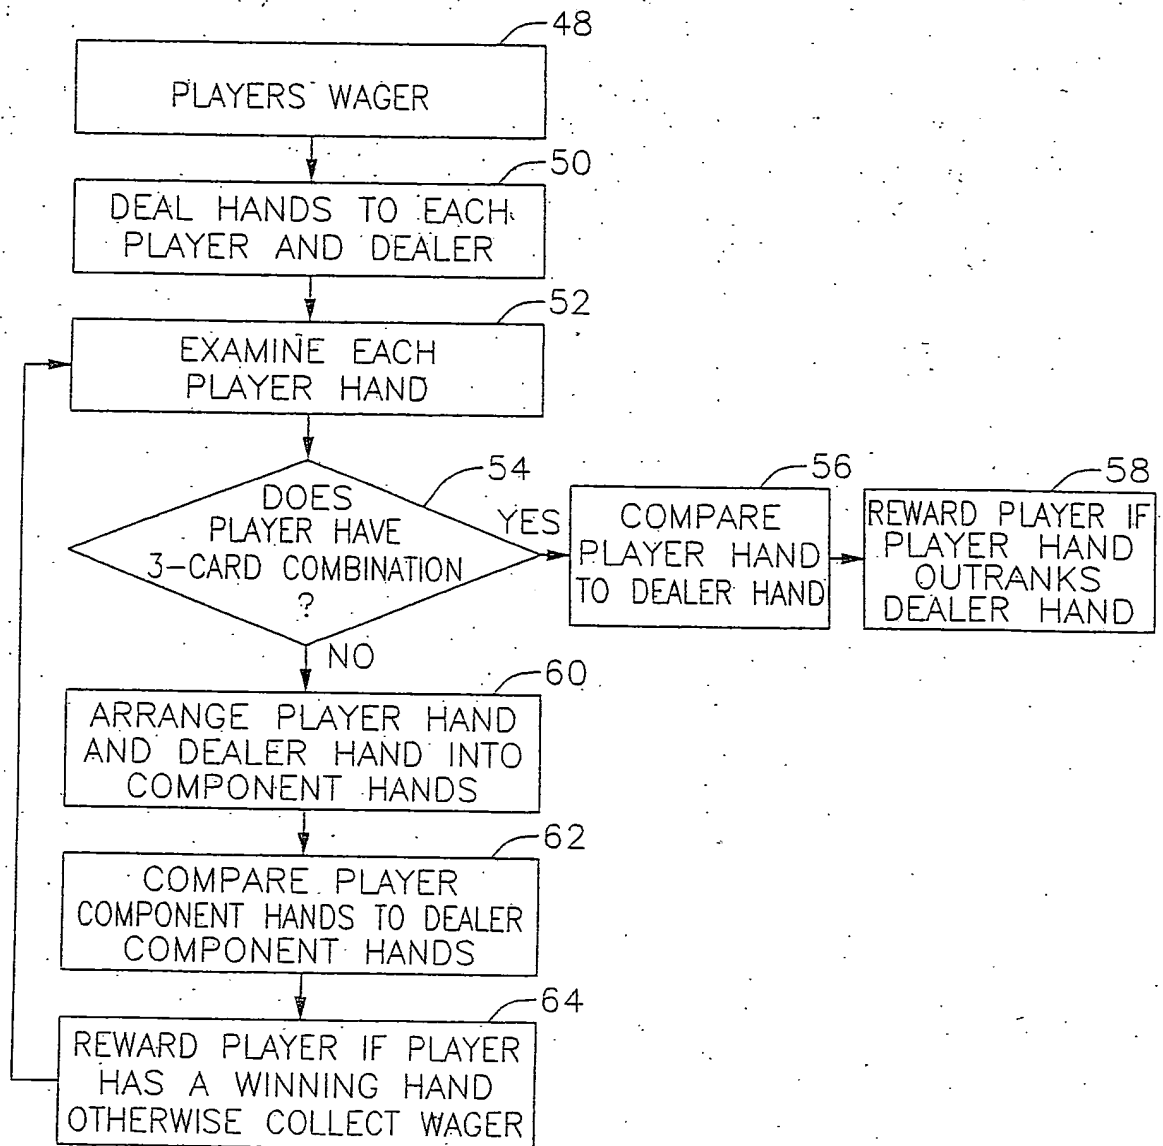 48
PLAYERS WAGER
50
DEAL HANDS TO EACH
PLAYER AND DEALER
52
EXAMINE EACH
PLAYER HAND
54
DOES
PLAYER HAVE
3-CARD COMBINATION
?
YES
56
COMPARE
PLAYER HAND
TO DEALER HAND
58
REWARD PLAYER IF
PLAYER HAND
OUTRANKS
DEALER HAND
NO
60
ARRANGE PLAYER HAND
AND DEALER HAND INTO
COMPONENT HANDS
62
COMPARE PLAYER
COMPONENT HANDS TO DEALER
COMPONENT HANDS
64
REWARD PLAYER IF PLAYER
HAS A WINNING HAND
OTHERWISE COLLECT WAGER